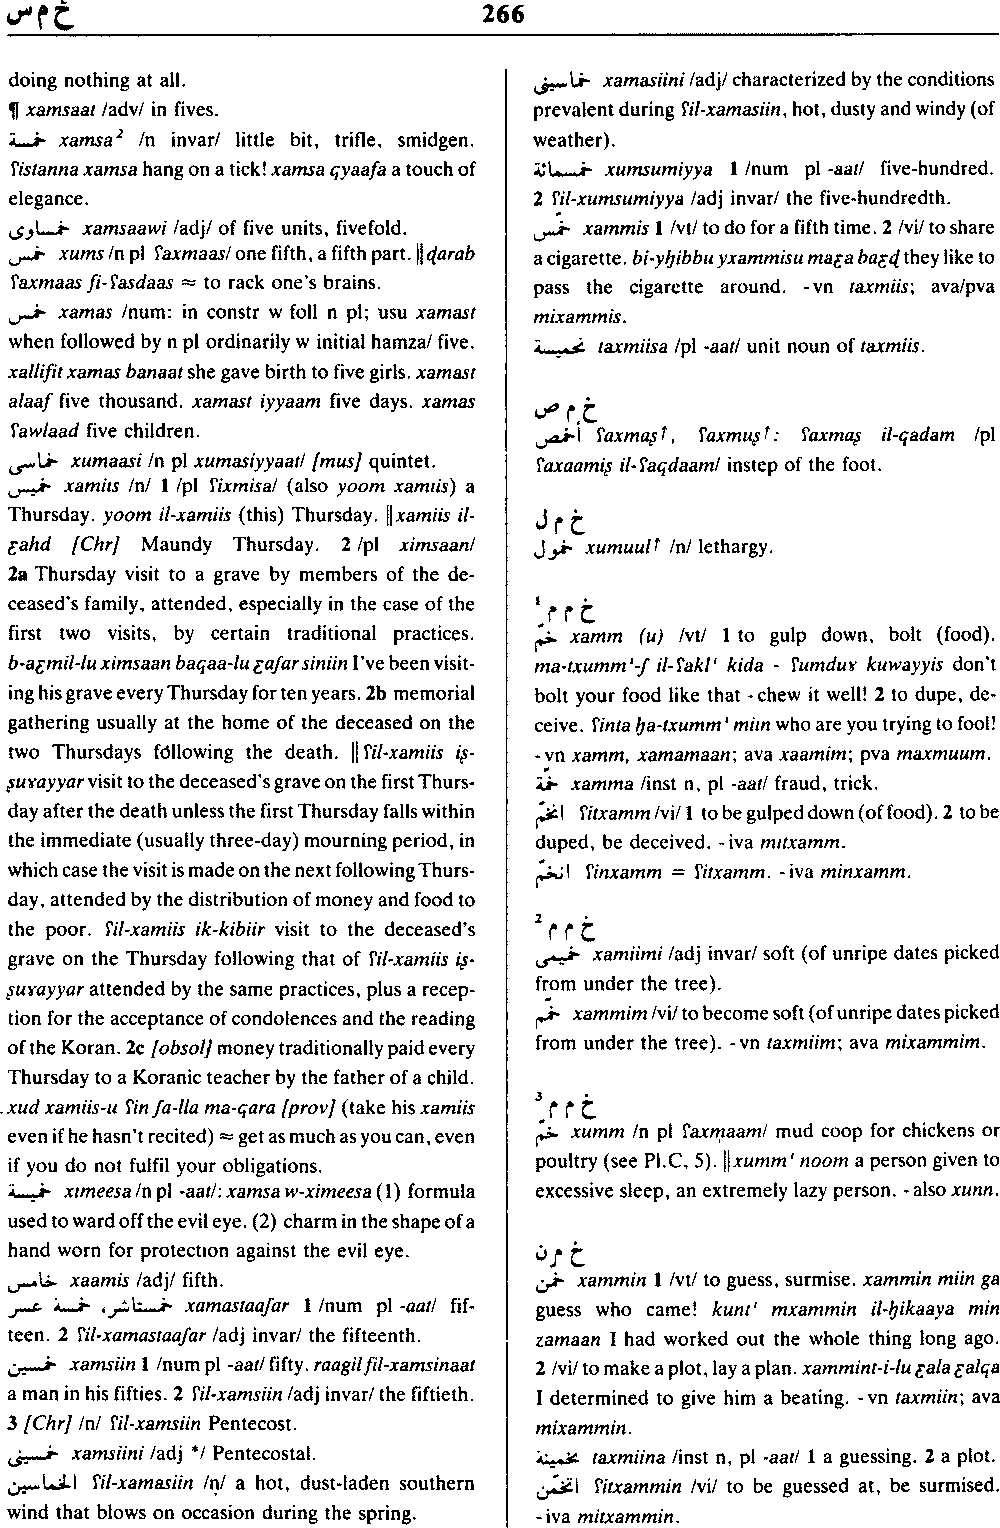 خ م س 266
doing nothing at all.
¶ xamsaat /adv/ in fives.
خمسة xamsa² /n invar/ little bit, trifle, smidgen.
ʕistanna xamsa hang on a tick! xamsa qyaafa a touch of
elegance.
خمساوي xamsaawi /adj/ of five units, fivefold.
خمس xums /n pl ʕaxmaas/ one fifth, a fifth part. ‖ ḍarab
ʕaxmaas fi-ʕasdaas ≈ to rack one's brains.
خمس xamas /num: in constr w foll n pl; usu xamast
when followed by n pl ordinarily w initial hamza/ five.
xallifit xamas banaat she gave birth to five girls. xamast
alaaf five thousand. xamast iyyaam five days. xamas
ʕawlaad five children.
خماسي xumaasi /n pl xumasiyyaat/ [mus] quintet.
خميس xamiis /n/ 1 /pl ʕixmisa/ (also yoom xamiis) a
Thursday. yoom il-xamiis (this) Thursday. ‖ xamiis il-
ƹahd [Chr] Maundy Thursday. 2 /pl ximsaan/
2a Thursday visit to a grave by members of the de-
ceased's family, attended, especially in the case of the
first two visits, by certain traditional practices.
b-aƹmil-lu ximsaan baqaa-lu ƹaʃar siniin I've been visit-
ing his grave every Thursday for ten years. 2b memorial
gathering usually at the home of the deceased on the
two Thursdays following the death. ‖ ʕil-xamiis iṣ-
ṣuɤayyar visit to the deceased's grave on the first Thurs-
day after the death unless the first Thursday falls within
the immediate (usually three-day) mourning period, in
which case the visit is made on the next following Thurs-
day, attended by the distribution of money and food to
the poor. ʕil-xamiis ik-kibiir visit to the deceased's
grave on the Thursday following that of ʕil-xamiis iṣ-
ṣuɤayyar attended by the same practices, plus a recep-
tion for the acceptance of condolences and the reading
of the Koran. 2c [obsol] money traditionally paid every
Thursday to a Koranic teacher by the father of a child.
xud xamiis-u ʕin ʃa-lla ma-qara [prov] (take his xamiis
even if he hasn't recited) ≈ get as much as you can, even
if you do not fulfil your obligations.
خميسة ximeesa /n pl -aat/: xamsa w-ximeesa (1) formula
used to ward off the evil eye. (2) charm in the shape of a
hand worn for protection against the evil eye.
خامس xaamis /adj/ fifth.
خمستاشر، خمسة عشر xamastaaʃar 1 /num pl -aat/ fif-
teen. 2 ʕil-xamastaaʃar /adj invar/ the fifteenth.
خمسين xamsiin 1 /num pl -aat/ fifty. raagil fil-xamsinaat
a man in his fifties. 2 ʕil-xamsiin /adj invar/ the fiftieth.
3 [Chr] /n/ ʕil-xamsiin Pentecost.
خمسيني xamsiini /adj */ Pentecostal.
الخماسين ʕil-xamasiin /n/ a hot, dust-laden southern
wind that blows on occasion during the spring.
خماسيني xamasiini /adj/ characterized by the conditions
prevalent during ʕil-xamasiin, hot, dusty and windy (of
weather).
خمسمائة xumsumiyya 1 /num pl -aat/ five-hundred.
2 ʕil-xumsumiyya /adj invar/ the five-hundredth.
خمّس xammis 1 /vt/ to do for a fifth time. 2 /vi/ to share
a cigarette. bi-yḥibbu yxammisu maƹa baƹḍ they like to
pass the cigarette around. -vn taxmiis; ava/pva
mixammis.
تخميسة taxmiisa /pl -aat/ unit noun of taxmiis.
خ م ص
أخمص ʕaxmaṣ↑, ʕaxmuṣ↑: ʕaxmaṣ il-qadam /pl
ʕaxaamiṣ il-ʕaqdaam/ instep of the foot.
خ م ل
خمول xumuul↑ /n/ lethargy.
خ م م ¹
خمّ xamm (u) /vt/ 1 to gulp down, bolt (food).
ma-txumm'-ʃ il-ʕakl' kida - ʕumduɤ kuwayyis don't
bolt your food like that - chew it well! 2 to dupe, de-
ceive. ʕinta ḥa-txumm' miin who are you trying to fool!
-vn xamm, xamamaan; ava xaamim; pva maxmuum.
خمّة xamma /inst n, pl -aat/ fraud, trick.
اتخمّ ʕitxamm /vi/ 1 to be gulped down (of food). 2 to be
duped, be deceived. -iva mitxamm.
انخمّ ʕinxamm = ʕitxamm. -iva minxamm.
خ م م ²
خميمي xamiimi /adj invar/ soft (of unripe dates picked
from under the tree).
خمّم xammim /vi/ to become soft (of unripe dates picked
from under the tree). -vn taxmiim; ava mixammim.
خ م م ³
خمّ xumm /n pl ʕaxṃaam/ mud coop for chickens or
poultry (see Pl.C, 5). ‖ xumm' noom a person given to
excessive sleep, an extremely lazy person. -also xunn.
خ م ن
خمّن xammin 1 /vt/ to guess, surmise. xammin miin ga
guess who came! kunt' mxammin il-ḥikaaya min
zamaan I had worked out the whole thing long ago.
2 /vi/ to make a plot, lay a plan. xammint-i-lu ƹala ƹalqa
I determined to give him a beating. -vn taxmiin; ava
mixammin.
تخمينة taxmiina /inst n, pl -aat/ 1 a guessing. 2 a plot.
اتخمّن ʕitxammin /vi/ to be guessed at, be surmised.
-iva mitxammin.